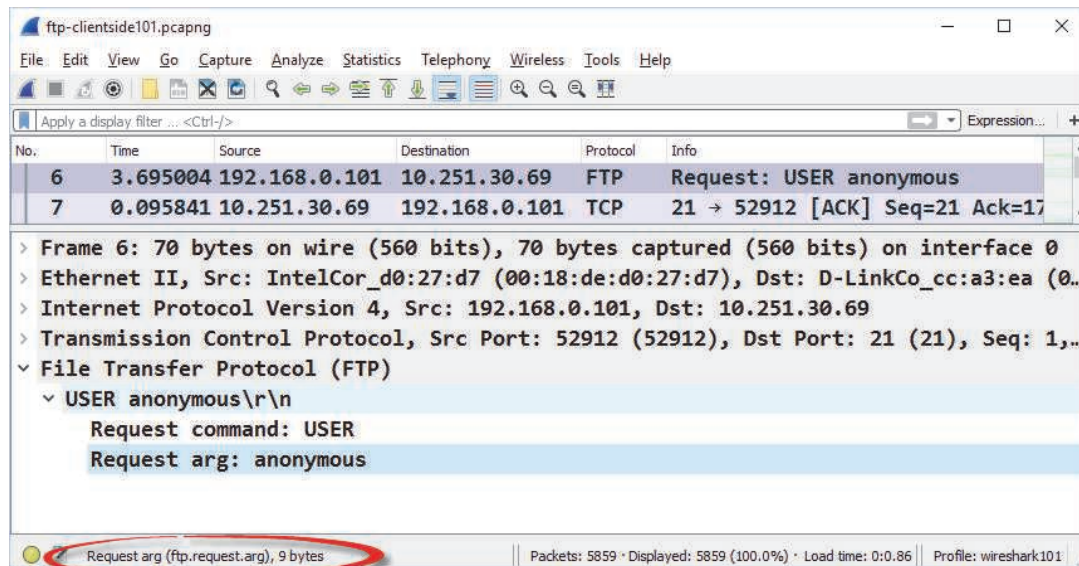 ftp-clientside101.pcapng
File Edit View Go Capture Analyze Statistics Telephony Wireless Tools Help
Apply a display filter ... <Ctrl-/> Expression... +
No. Time Source Destination Protocol Info
6 3.695004 192.168.0.101 10.251.30.69 FTP Request: USER anonymous
7 0.095841 10.251.30.69 192.168.0.101 TCP 21 → 52912 [ACK] Seq=21 Ack=17
Frame 6: 70 bytes on wire (560 bits), 70 bytes captured (560 bits) on interface 0
Ethernet II, Src: IntelCor_d0:27:d7 (00:18:de:d0:27:d7), Dst: D-LinkCo_cc:a3:ea (0…
Internet Protocol Version 4, Src: 192.168.0.101, Dst: 10.251.30.69
Transmission Control Protocol, Src Port: 52912 (52912), Dst Port: 21 (21), Seq: 1,…
File Transfer Protocol (FTP)
USER anonymous\r\n
Request command: USER
Request arg: anonymous
Request arg (ftp.request.arg), 9 bytes Packets: 5859 · Displayed: 5859 (100.0%) · Load time: 0:0.86 Profile: wireshark101